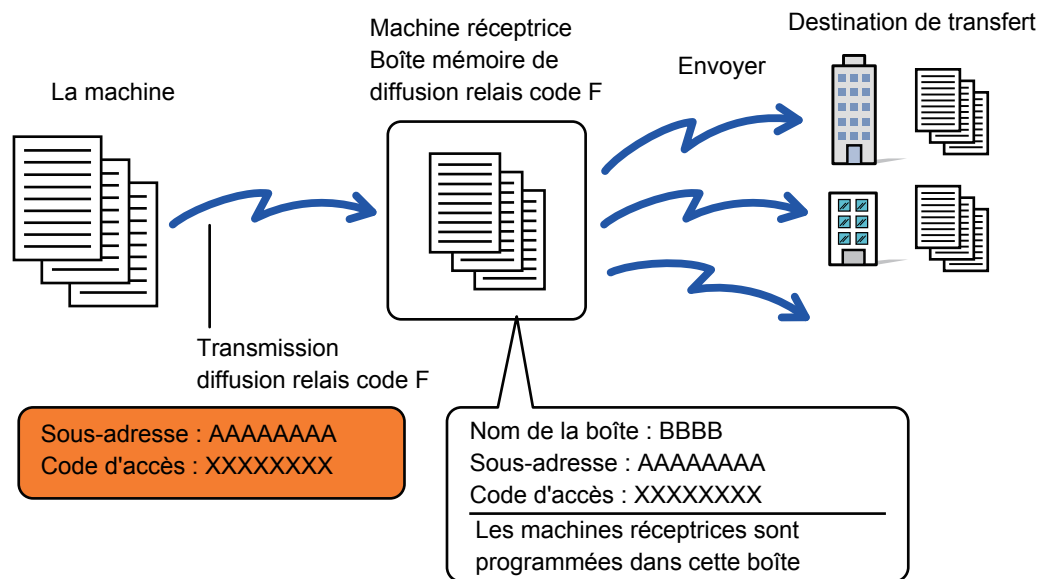 La machine
Machine réceptrice
Boîte mémoire de
diffusion relais code F
Envoyer
Destination de transfert
Transmission
diffusion relais code F
Sous-adresse : AAAAAAAA
Code d'accès : XXXXXXXX
Nom de la boîte : BBBB
Sous-adresse : AAAAAAAA
Code d'accès : XXXXXXXX
Les machines réceptrices sont
programmées dans cette boîte